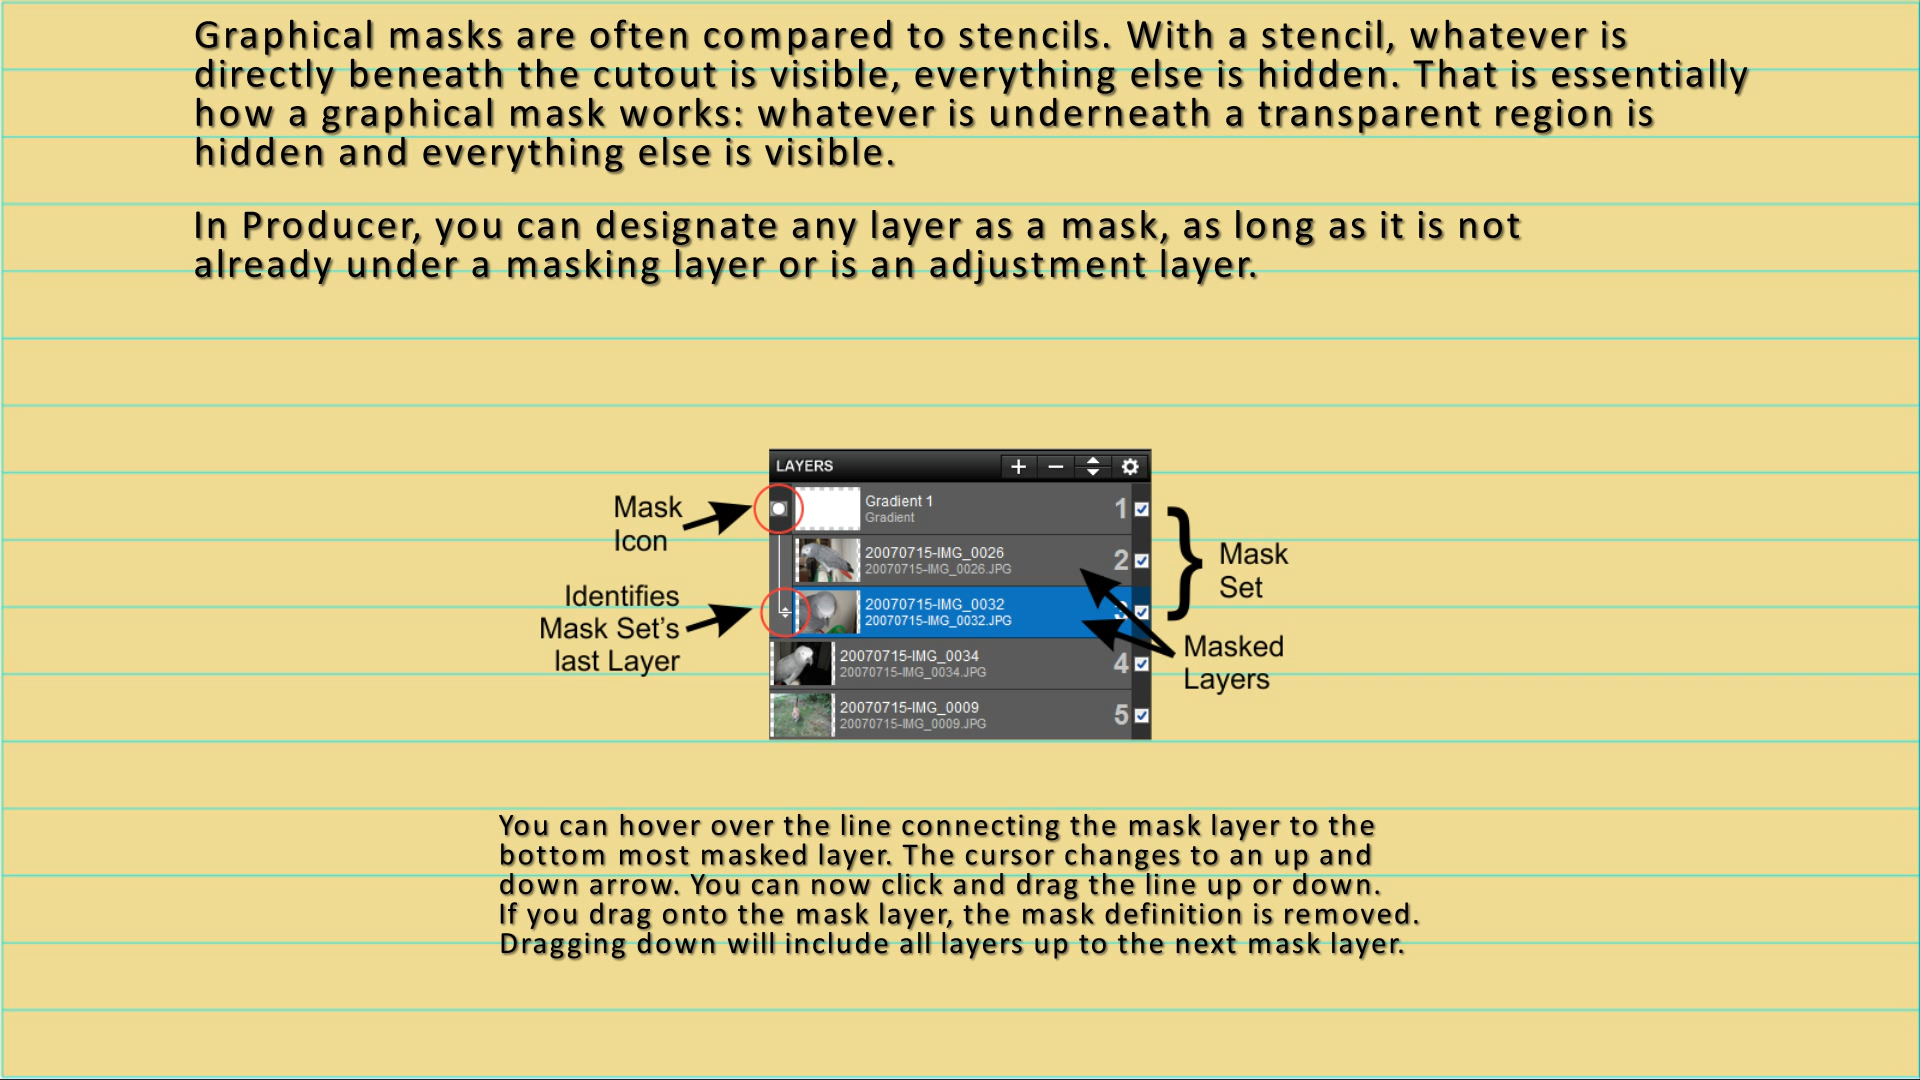 Graphical masks are often compared to stencils. With a stencil, whatever is
directly beneath the cutout is visible, everything else is hidden. That is essentially
how a graphical mask works: whatever is underneath a transparent region is
hidden and everything else is visible.
In Producer, you can designate any layer as a mask, as long as it is not
already under a masking layer or is an adjustment layer.
LAYERS
Mask
Icon
Gradient 1
Gradient
1
20070715-IMG_0026
20070715-IMG_0026.JPG
2
Mask
Set
Identifies
Mask Set's
last Layer
20070715-IMG_0032
20070715-IMG_0032.JPG
3
Masked
Layers
20070715-IMG_0034
20070715-IMG_0034.JPG
4
20070715-IMG_0009
20070715-IMG_0009.JPG
5
You can hover over the line connecting the mask layer to the
bottom most masked layer. The cursor changes to an up and
down arrow. You can now click and drag the line up or down.
If you drag onto the mask layer, the mask definition is removed.
Dragging down will include all layers up to the next mask layer.